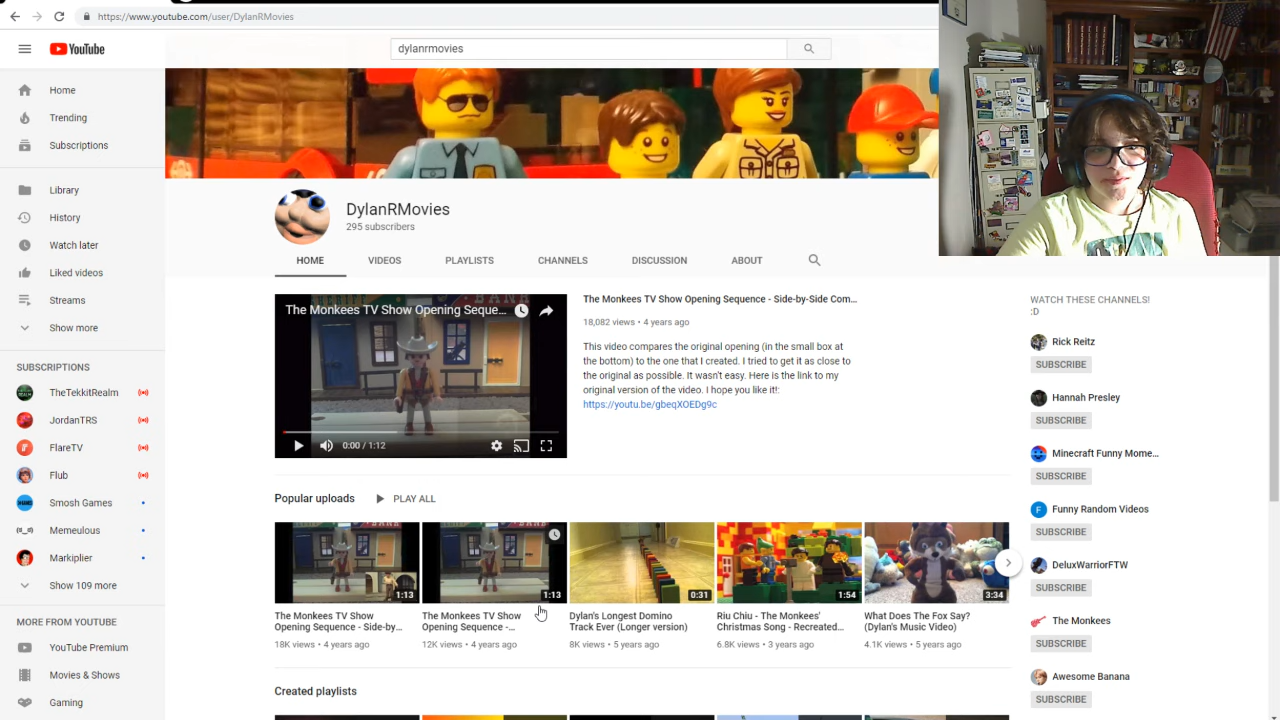 https://www.youtube.com/user/DylanRMovies
YouTube
dylanrmovies
Home
Trending
Subscriptions
Library
History
Watch later
Liked videos
Streams
Show more
SUBSCRIPTIONS
TheTekkitRealm
JordanTRS
FlareTV
Flub
Smosh Games
Memeulous
Markiplier
Show 109 more
MORE FROM YOUTUBE
YouTube Premium
Movies & Shows
Gaming
DylanRMovies
295 subscribers
HOME VIDEOS PLAYLISTS CHANNELS DISCUSSION ABOUT
The Monkees TV Show Opening Seque...
BANK
0:00 / 1:12
The Monkees TV Show Opening Sequence - Side-by-Side Com...
18,082 views • 4 years ago
This video compares the original opening (in the small box at
the bottom) to the one that I created. I tried to get it as close to
the original as possible. It wasn't easy. Here is the link to my
original version of the video. I hope you like it!:
https://youtu.be/gbeqXOEDg9c
Popular uploads PLAY ALL
1:13
The Monkees TV Show
Opening Sequence - Side-by...
18K views • 4 years ago
1:13
The Monkees TV Show
Opening Sequence -...
12K views • 4 years ago
0:31
Dylan's Longest Domino
Track Ever (Longer version)
8K views • 5 years ago
1:54
Riu Chiu - The Monkees'
Christmas Song - Recreated...
6.8K views • 3 years ago
3:34
What Does The Fox Say?
(Dylan's Music Video)
4.1K views • 5 years ago
Created playlists
WATCH THESE CHANNELS!
:D
Rick Reitz
SUBSCRIBE
Hannah Presley
SUBSCRIBE
Minecraft Funny Mome...
SUBSCRIBE
Funny Random Videos
SUBSCRIBE
DeluxWarriorFTW
SUBSCRIBE
The Monkees
SUBSCRIBE
Awesome Banana
SUBSCRIBE